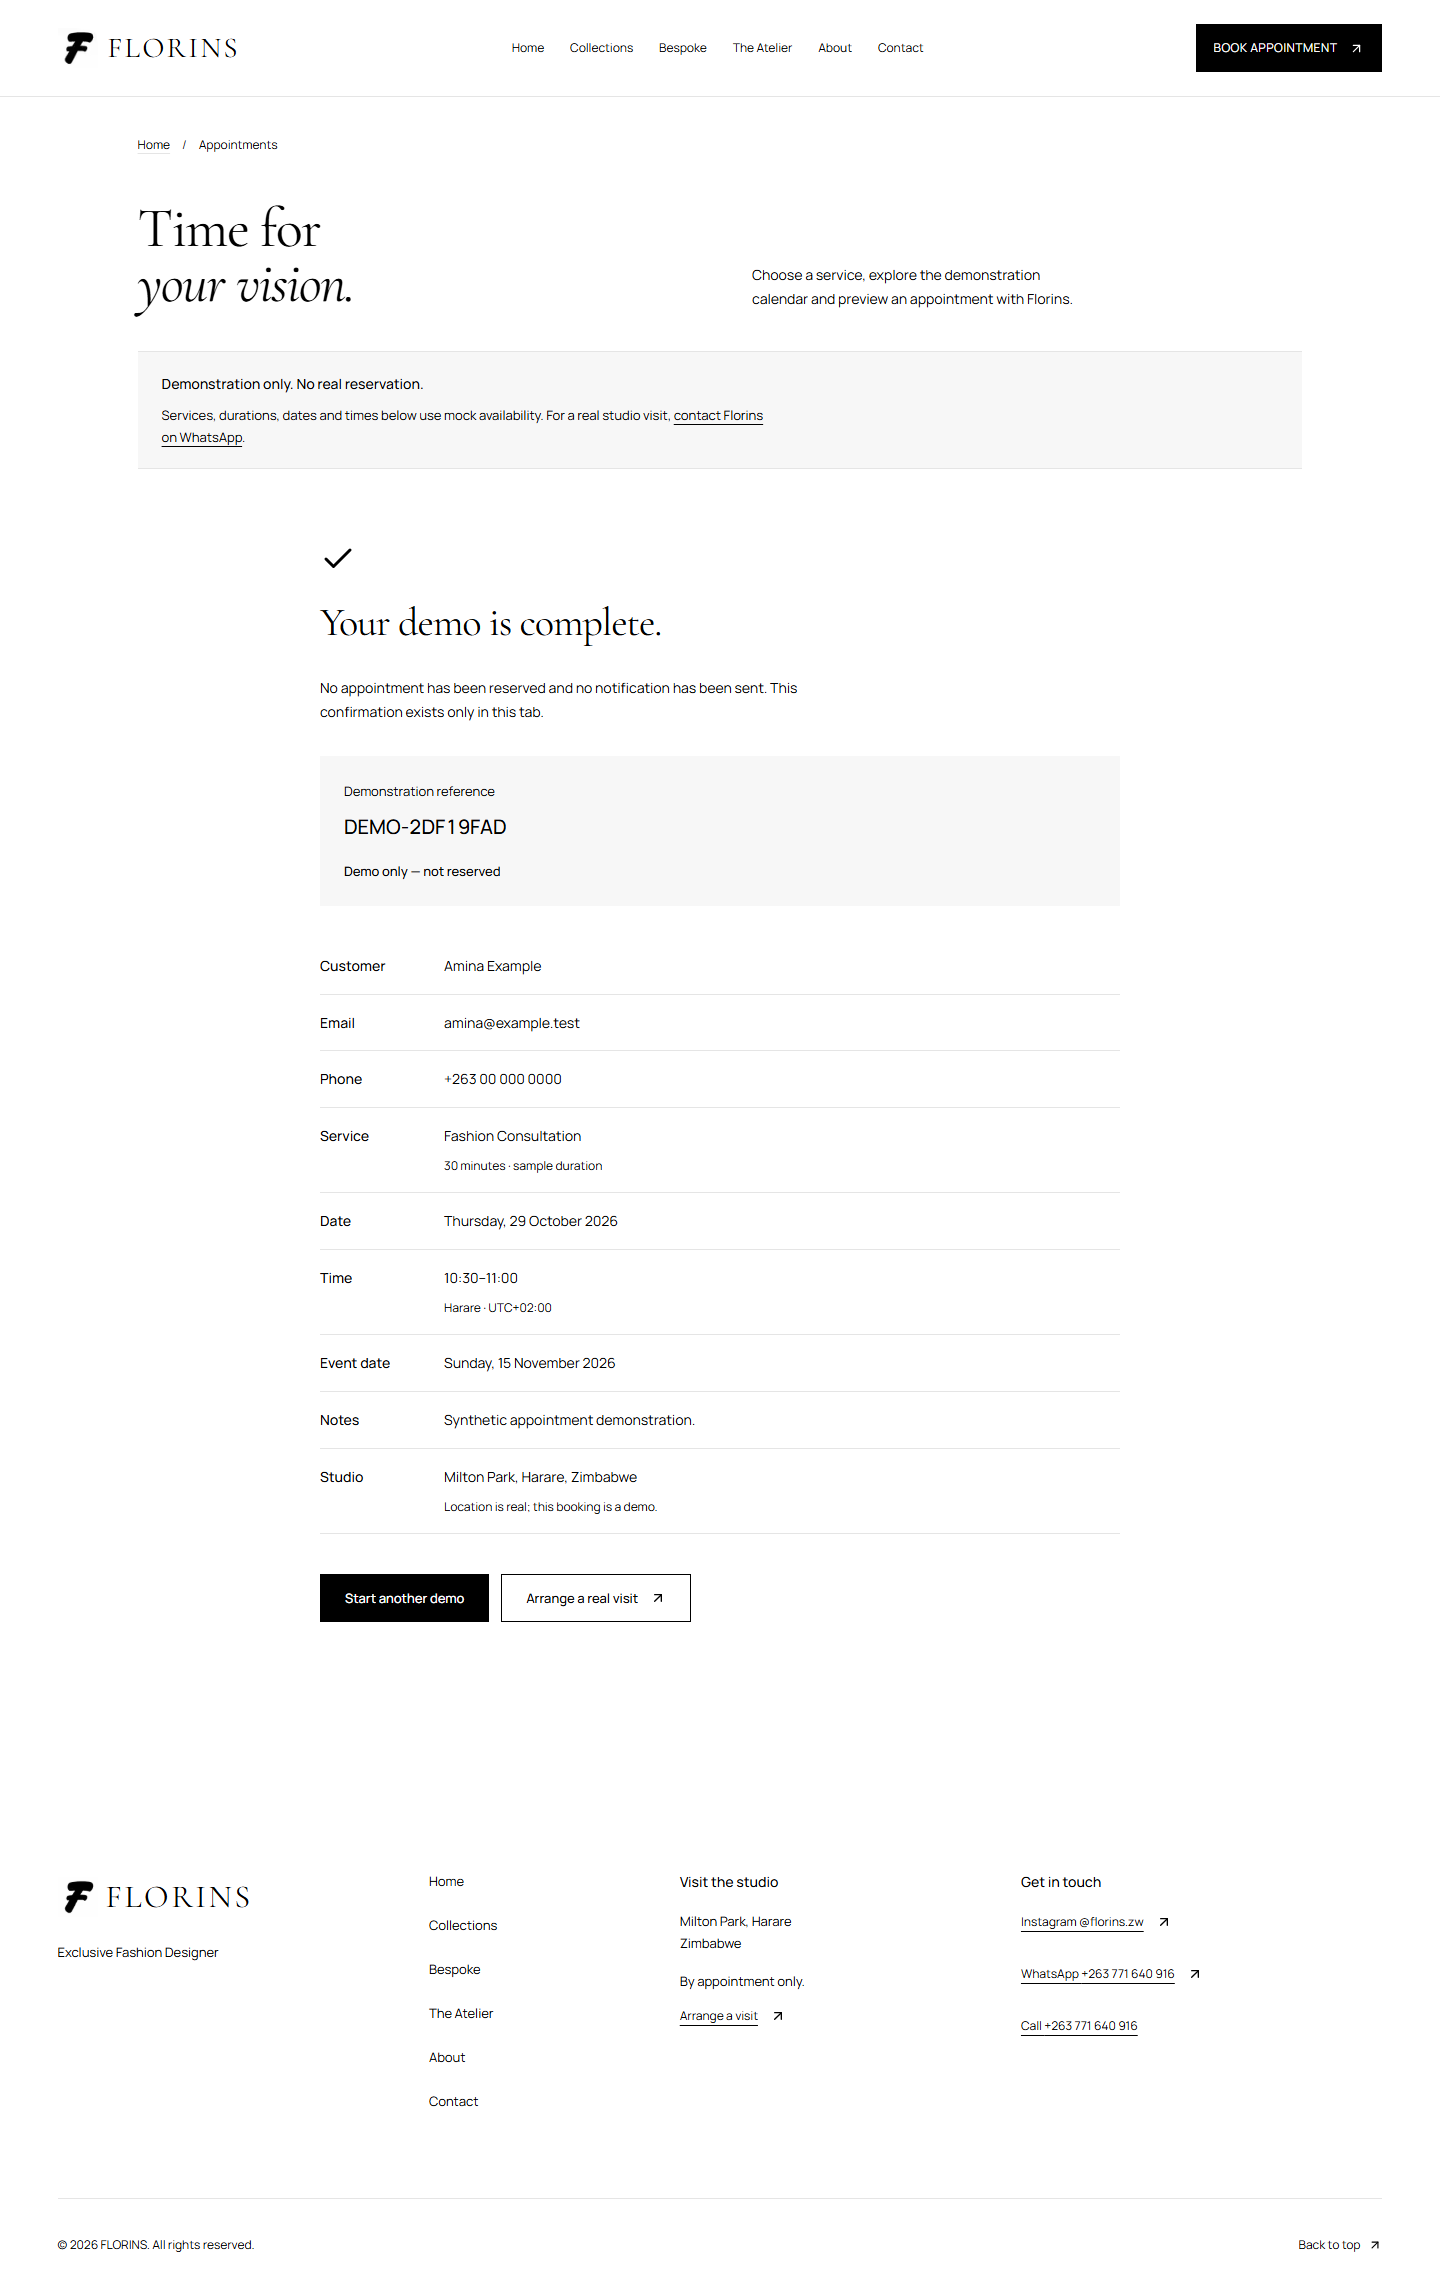 F FLORINS
Home Collections Bespoke The Atelier About Contact
BOOK APPOINTMENT
Home / Appointments
Time for
your vision.
Choose a service, explore the demonstration
calendar and preview an appointment with Florins.
Demonstration only. No real reservation.
Services, durations, dates and times below use mock availability. For a real studio visit, contact Florins
on WhatsApp.
Your demo is complete.
No appointment has been reserved and no notification has been sent. This
confirmation exists only in this tab.
Demonstration reference
DEMO-2DF19FAD
Demo only — not reserved
Customer Amina Example
Email amina@example.test
Phone +263 00 000 0000
Service Fashion Consultation
30 minutes · sample duration
Date Thursday, 29 October 2026
Time 10:30–11:00
Harare · UTC+02:00
Event date Sunday, 15 November 2026
Notes Synthetic appointment demonstration.
Studio Milton Park, Harare, Zimbabwe
Location is real; this booking is a demo.
Start another demo
Arrange a real visit
F FLORINS
Exclusive Fashion Designer
Home
Collections
Bespoke
The Atelier
About
Contact
Visit the studio
Milton Park, Harare
Zimbabwe
By appointment only.
Arrange a visit
Get in touch
Instagram @florins.zw
WhatsApp +263 771 640 916
Call +263 771 640 916
© 2026 FLORINS. All rights reserved.
Back to top